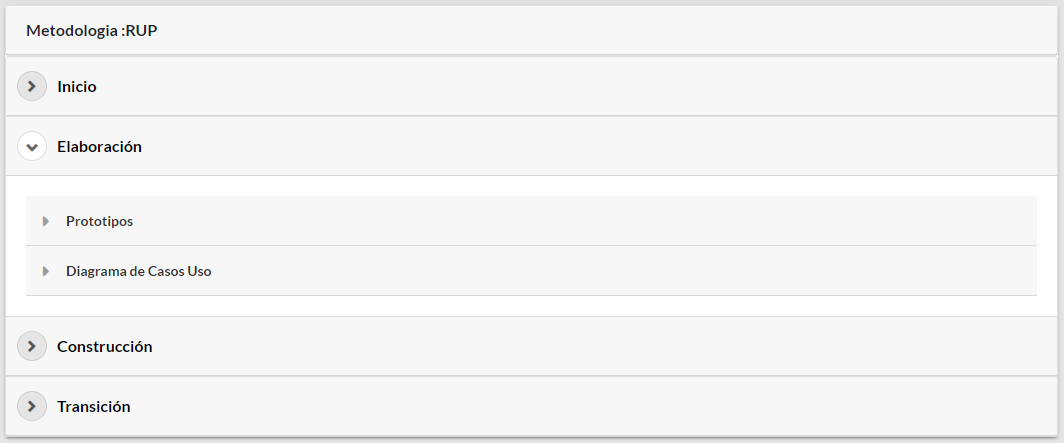 Metodologia :RUP
Inicio
Elaboración
Prototipos
Diagrama de Casos Uso
Construcción
Transición